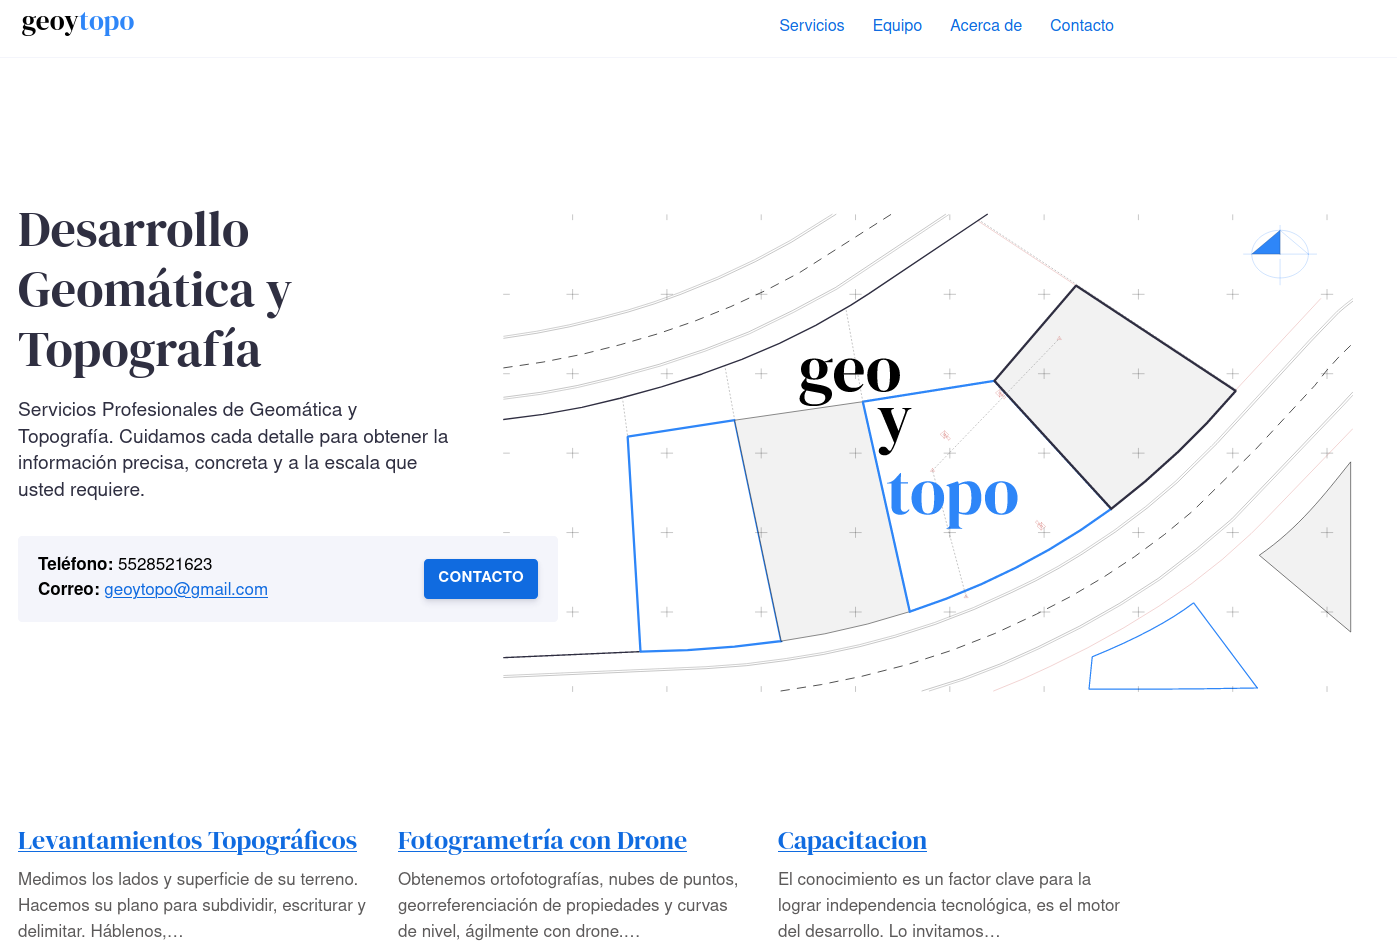 geoytopo
Servicios
Equipo
Acerca de
Contacto
Desarrollo
Geomática y
Topografía
Servicios Profesionales de Geomática y
Topografía. Cuidamos cada detalle para obtener la
información precisa, concreta y a la escala que
usted requiere.
Teléfono: 5528521623
Correo: geoytopo@gmail.com
CONTACTO
geo
y
topo
Levantamientos Topográficos
Medimos los lados y superficie de su terreno.
Hacemos su plano para subdividir, escriturar y
delimitar. Háblenos,…
Fotogrametría con Drone
Obtenemos ortofotografías, nubes de puntos,
georreferenciación de propiedades y curvas
de nivel, ágilmente con drone.…
Capacitacion
El conocimiento es un factor clave para la
lograr independencia tecnológica, es el motor
del desarrollo. Lo invitamos…